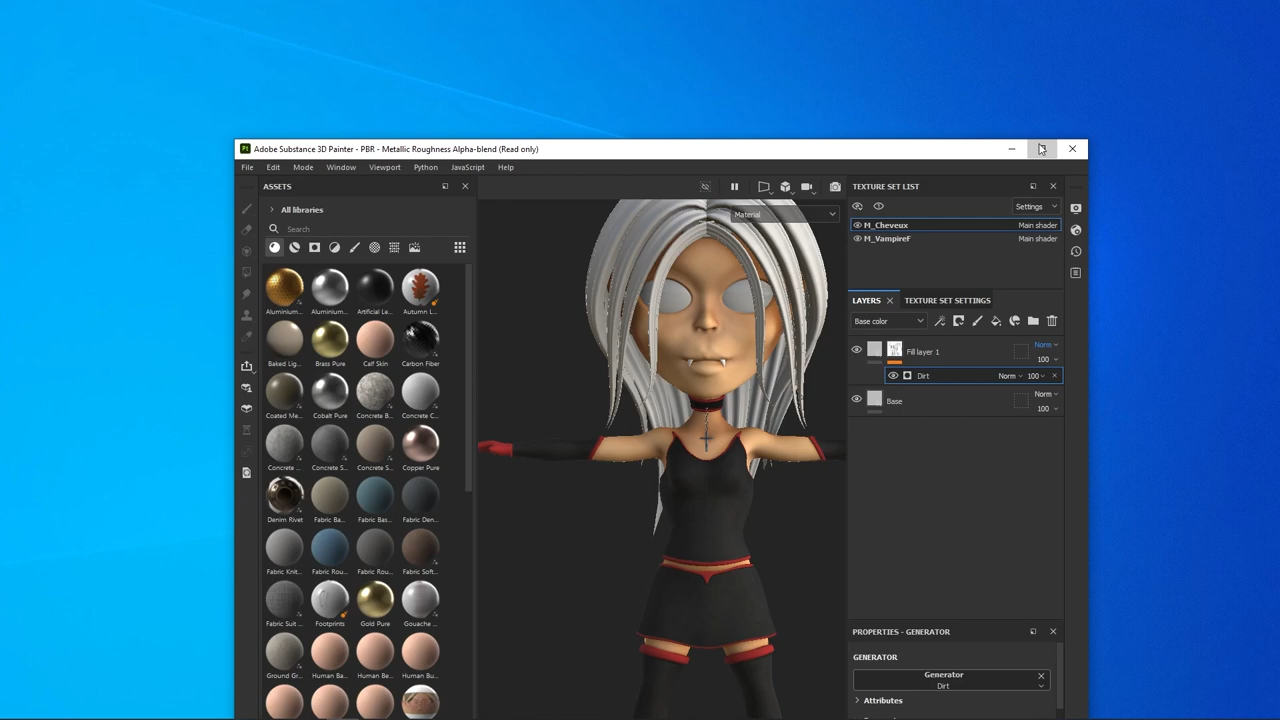 Pt Adobe Substance 3D Painter - PBR - Metallic Roughness Alpha-blend (Read only)
File Edit Mode Window Viewport Python JavaScript Help
ASSETS
All libraries
Search
Aluminium... Aluminium... Artificial Le... Autumn L...
Baked Lig... Brass Pure Calf Skin Carbon Fiber
Coated Me... Cobalt Pure Concrete B... Concrete C...
Concrete ... Concrete S... Concrete S... Copper Pure
Denim Rivet Fabric Ba... Fabric Bas... Fabric Den...
Fabric Knit... Fabric Rou... Fabric Rou... Fabric Soft...
Fabric Suit ... Footprints Gold Pure Gouache ...
Ground Gr... Human Ba... Human Be... Human Bu...
Material
TEXTURE SET LIST
Settings
M_Cheveux Main shader
M_VampireF Main shader
LAYERS TEXTURE SET SETTINGS
Base color
Fill layer 1 Norm
100
Dirt Norm 100
Base Norm
100
PROPERTIES - GENERATOR
GENERATOR
Generator
Dirt
Attributes